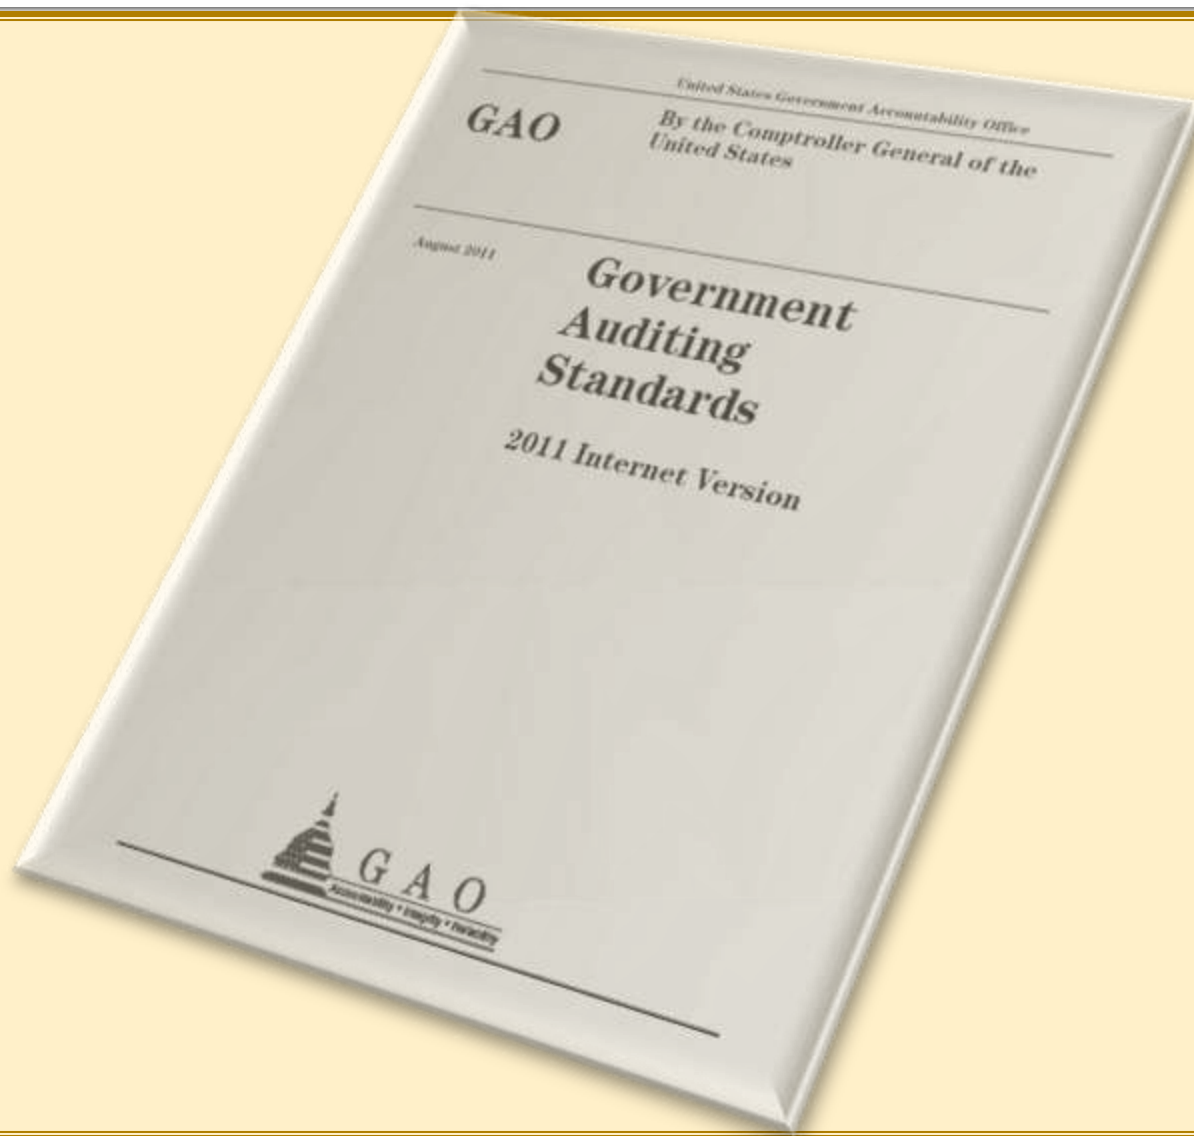 United States Government Accountability Office
GAO
By the Comptroller General of the
United States
August 2011
Government
Auditing
Standards
2011 Internet Version
GAO
Accountability * Integrity * Reliability